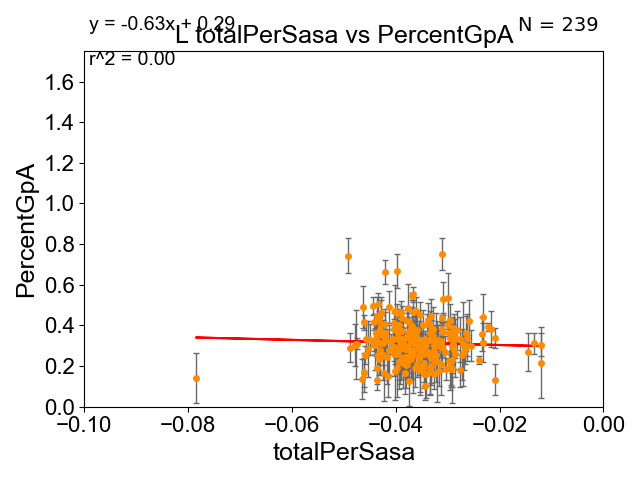 y = -0.63x + 0.29
N = 239
L totalPerSasa vs PercentGpA
r^2 = 0.00
PercentGpA
1.6
1.4
1.2
1.0
0.8
0.6
0.4
0.2
0.0
−0.10 −0.08 −0.06 −0.04 −0.02 0.00
totalPerSasa